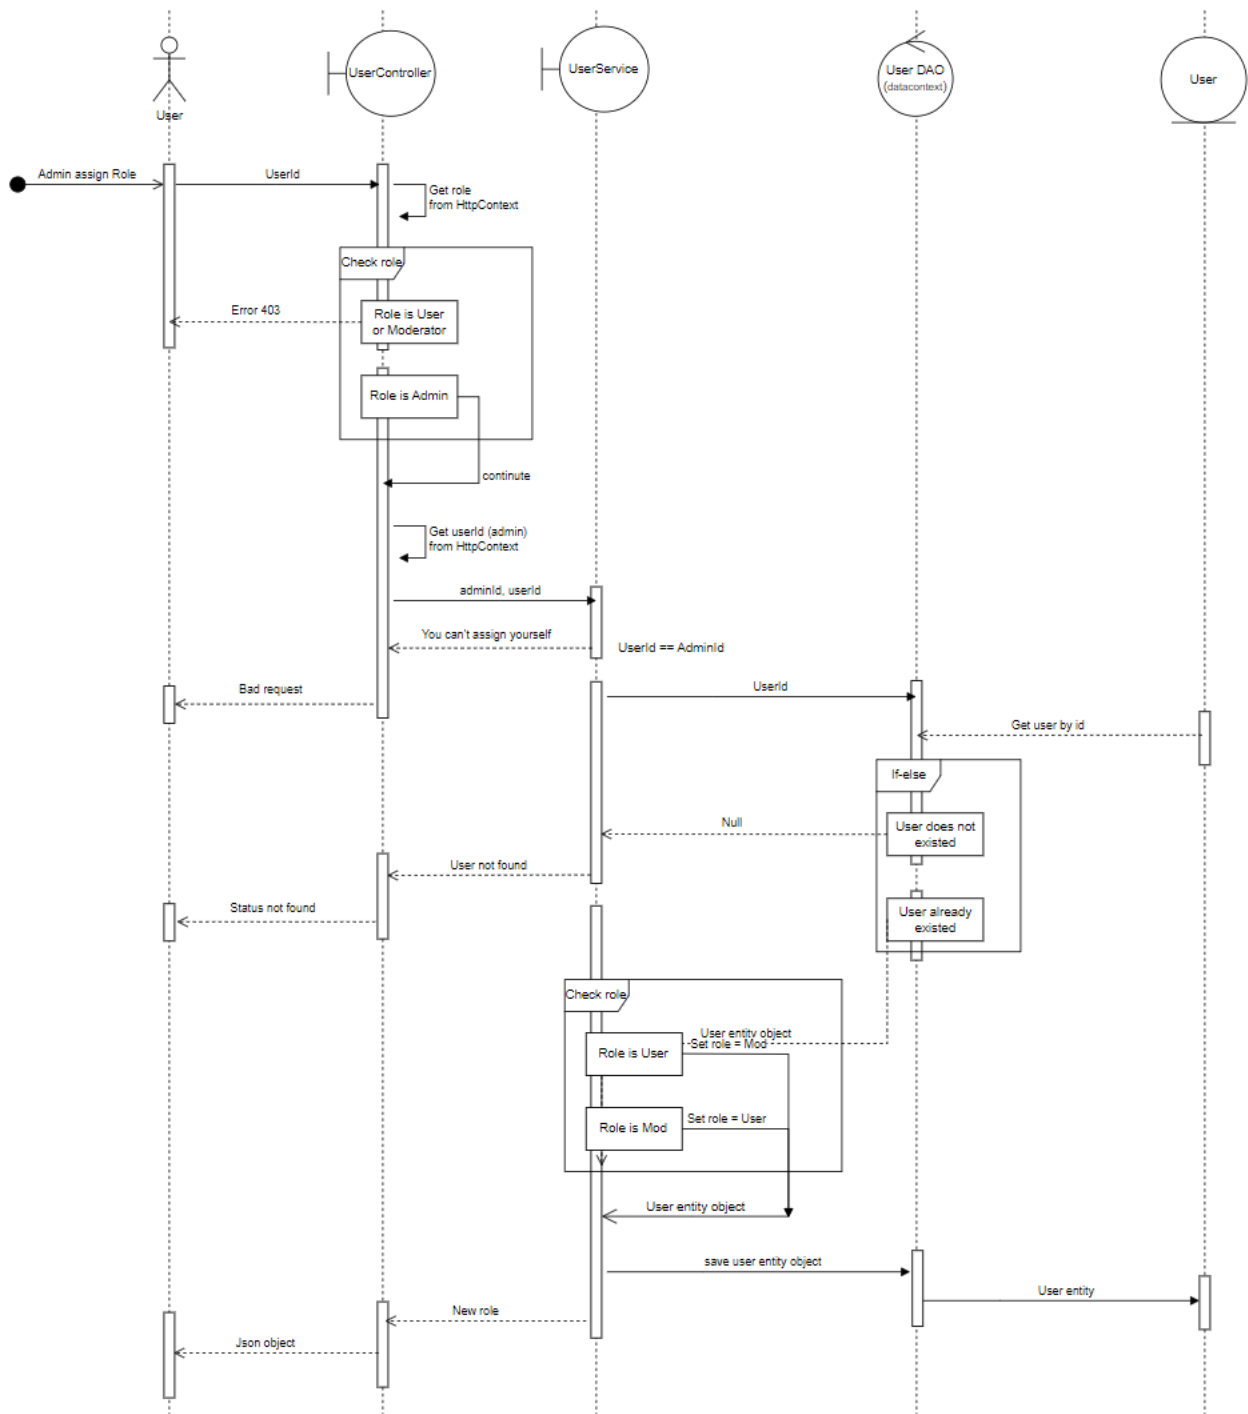 UserController
UserService
User DAO
(datacontext)
User
User
Admin assign Role
UserId
Get role
from HttpContext
Check role
Error 403
Role is User
or Moderator
Role is Admin
continute
Get userId (admin)
from HttpContext
adminId, userId
You can't assign yourself
UserId == AdminId
Bad request
UserId
Get user by id
If-else
Null
User does not
existed
User not found
Status not found
User already
existed
Check role
User entity object
Set role = Mod
Role is User
Set role = User
Role is Mod
User entity object
save user entity object
User entity
New role
Json object